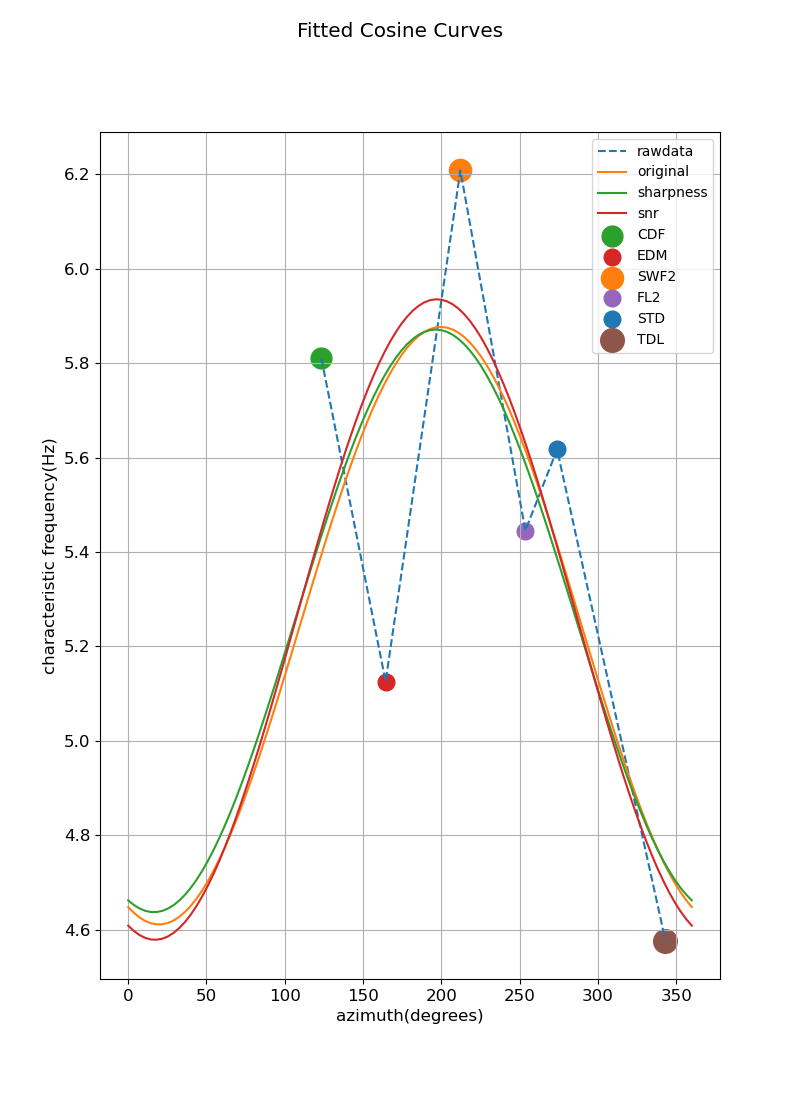 Fitted Cosine Curves
rawdata
original
sharpness
snr
CDF
EDM
SWF2
FL2
STD
TDL
6.2
6.0
5.8
5.6
5.4
5.2
5.0
4.8
4.6
characteristic frequency(Hz)
0 50 100 150 200 250 300 350
azimuth(degrees)